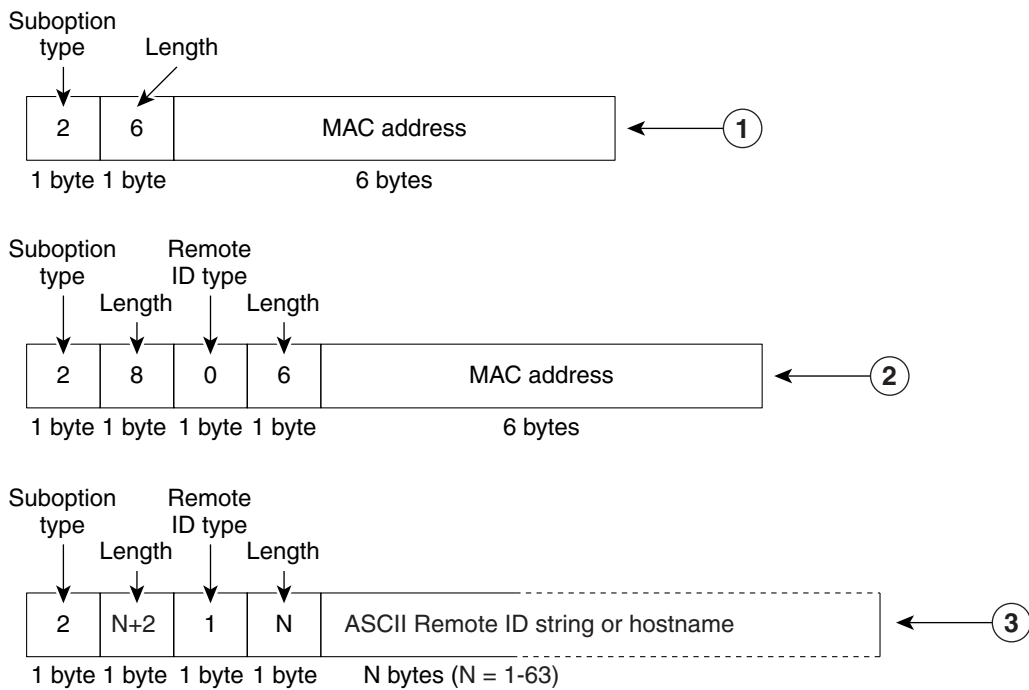 Suboption
type
Length
2 6 MAC address
1
1 byte 1 byte 6 bytes
Suboption
type
Remote
ID type
Length Length
2 8 0 6 MAC address
2
1 byte 1 byte 1 byte 1 byte 6 bytes
Suboption
type
Remote
ID type
Length Length
2 N+2 1 N ASCII Remote ID string or hostname
3
1 byte 1 byte 1 byte 1 byte N bytes (N = 1-63)